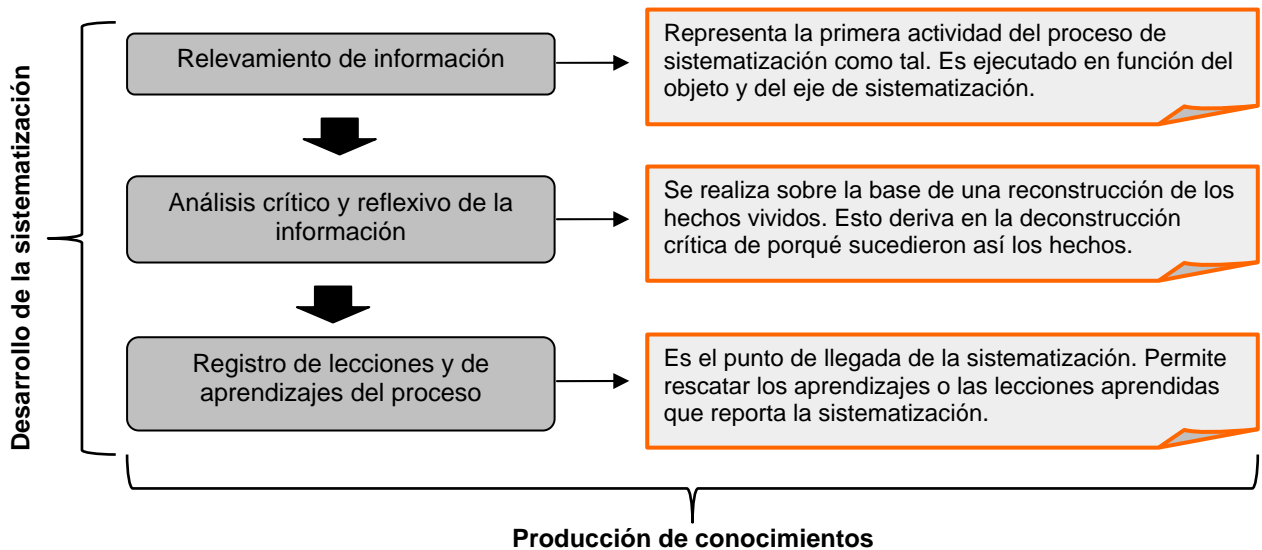 Desarrollo de la sistematización
Relevamiento de información
Representa la primera actividad del proceso de
sistematización como tal. Es ejecutado en función del
objeto y del eje de sistematización.
Análisis crítico y reflexivo de la
información
Se realiza sobre la base de una reconstrucción de los
hechos vividos. Esto deriva en la deconstrucción
crítica de porqué sucedieron así los hechos.
Registro de lecciones y de
aprendizajes del proceso
Es el punto de llegada de la sistematización. Permite
rescatar los aprendizajes o las lecciones aprendidas
que reporta la sistematización.
Producción de conocimientos